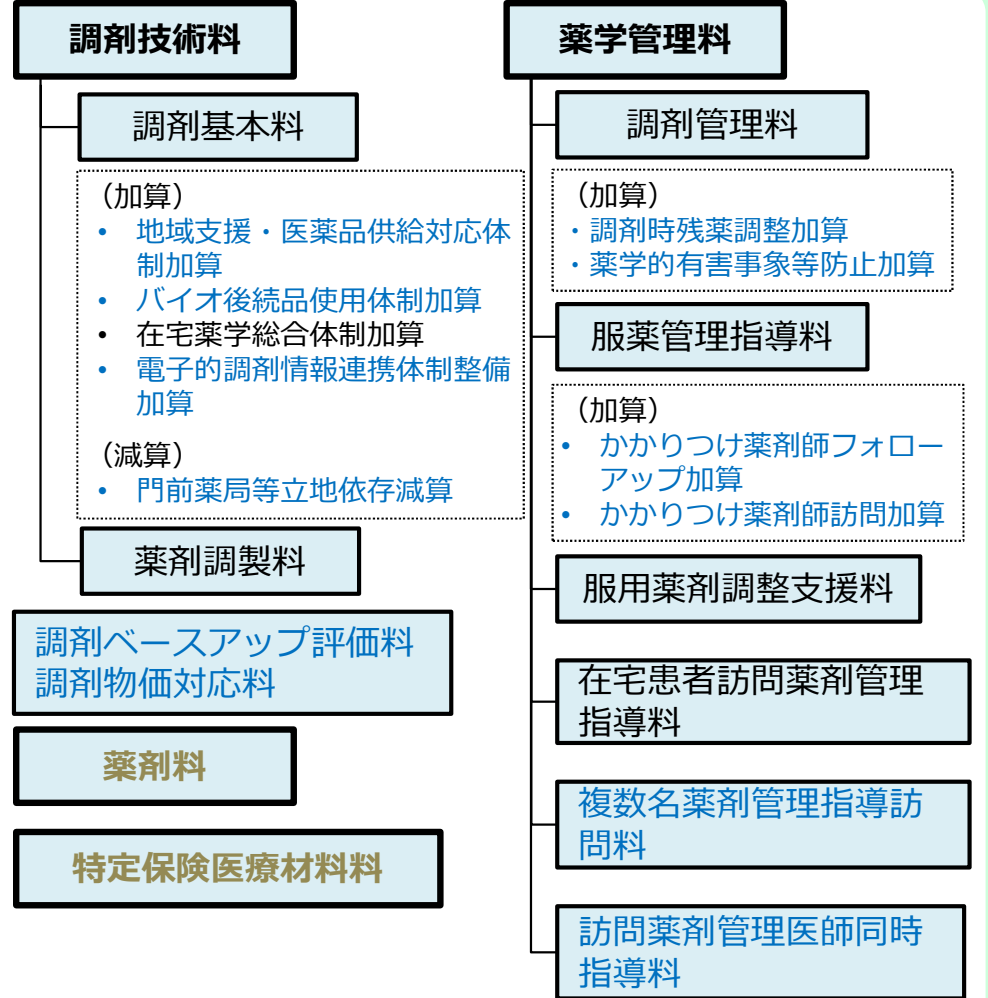 調剤技術料
調剤基本料
（加算）
• 地域支援・医薬品供給対応体
制加算
• バイオ後続品使用体制加算
• 在宅薬学総合体制加算
• 電子的調剤情報連携体制整備
加算
（減算）
• 門前薬局等立地依存減算
薬剤調製料
調剤ベースアップ評価料
調剤物価対応料
薬剤料
特定保険医療材料料
薬学管理料
調剤管理料
（加算）
・調剤時残薬調整加算
・薬学的有害事象等防止加算
服薬管理指導料
（加算）
• かかりつけ薬剤師フォロー
アップ加算
• かかりつけ薬剤師訪問加算
服用薬剤調整支援料
在宅患者訪問薬剤管理
指導料
複数名薬剤管理指導訪
問料
訪問薬剤管理医師同時
指導料